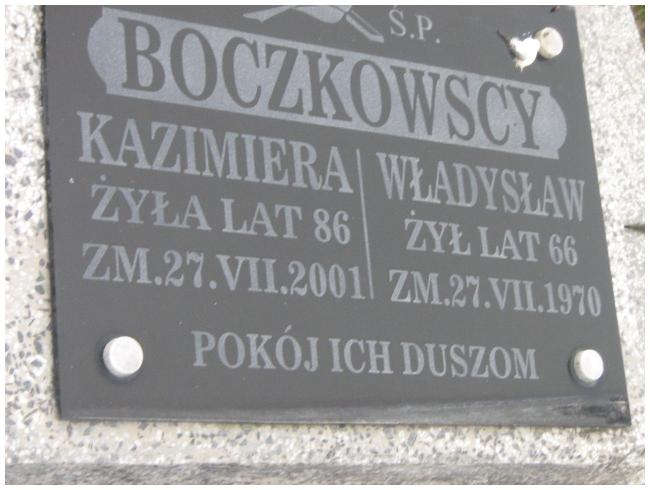 Ś.P.
BOCZKOWSCY
KAZIMIERA
ŻYŁA LAT 86
ZM.27.VII.2001
WŁADYSŁAW
ŻYŁ LAT 66
ZM.27.VII.1970
POKÓJ ICH DUSZOM